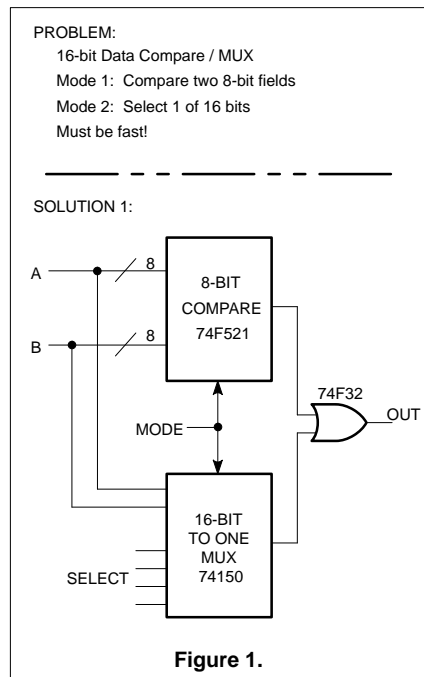 PROBLEM:
16-bit Data Compare / MUX
Mode 1: Compare two 8-bit fields
Mode 2: Select 1 of 16 bits
Must be fast!
SOLUTION 1:
A
8
8-BIT
COMPARE
74F521
B
8
74F32
OUT
MODE
16-BIT
TO ONE
MUX
74150
SELECT
Figure 1.